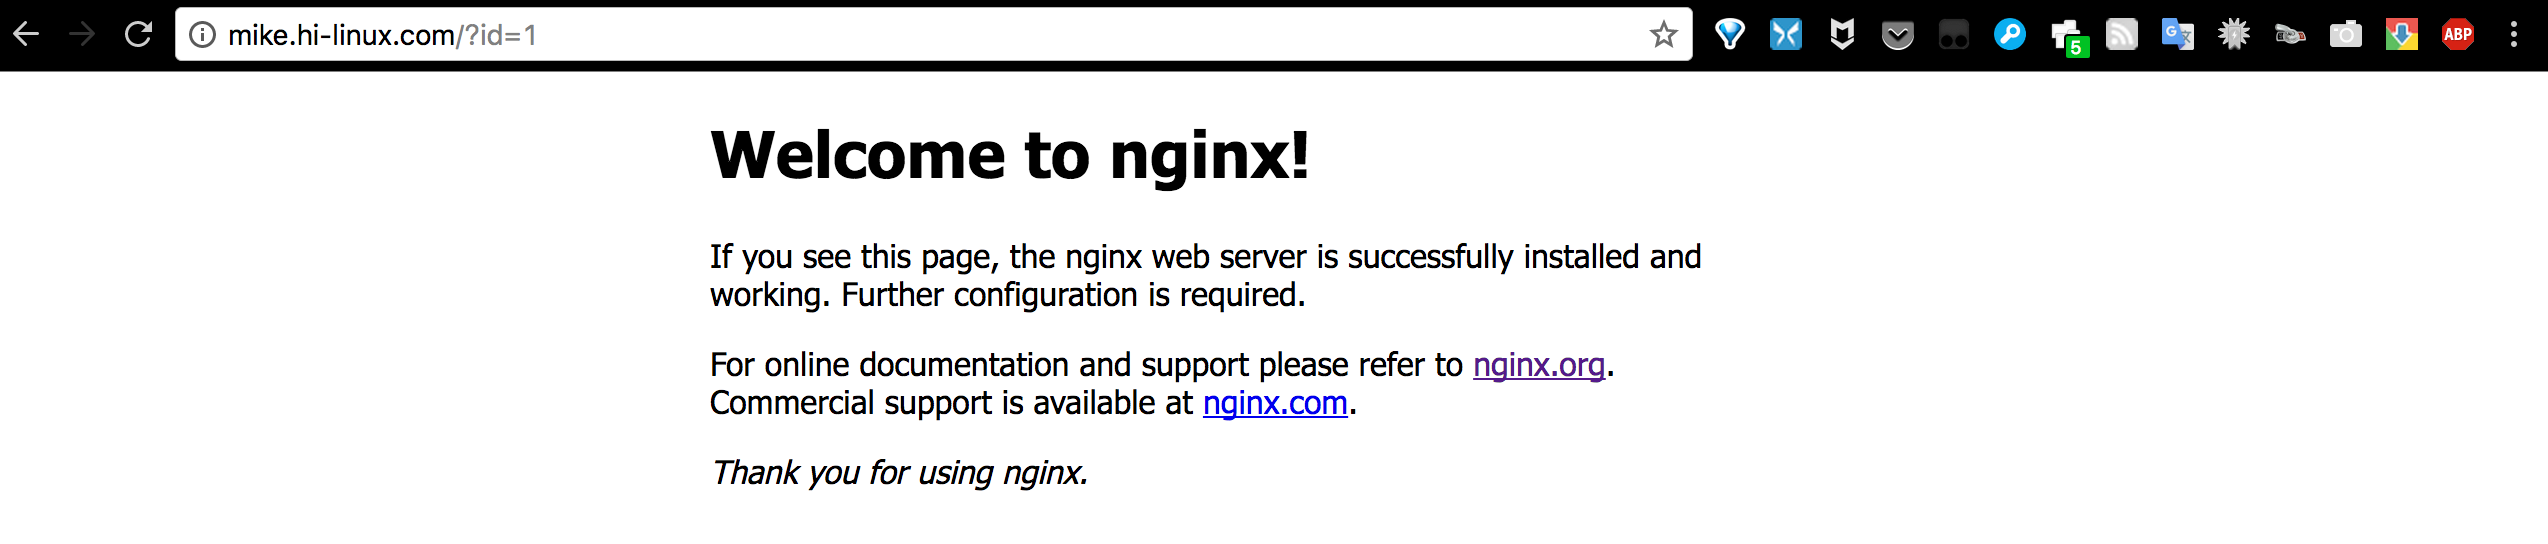 mike.hi-linux.com/?id=1
5
G
ABP
Welcome to nginx!
If you see this page, the nginx web server is successfully installed and
working. Further configuration is required.
For online documentation and support please refer to nginx.org.
Commercial support is available at nginx.com.
Thank you for using nginx.